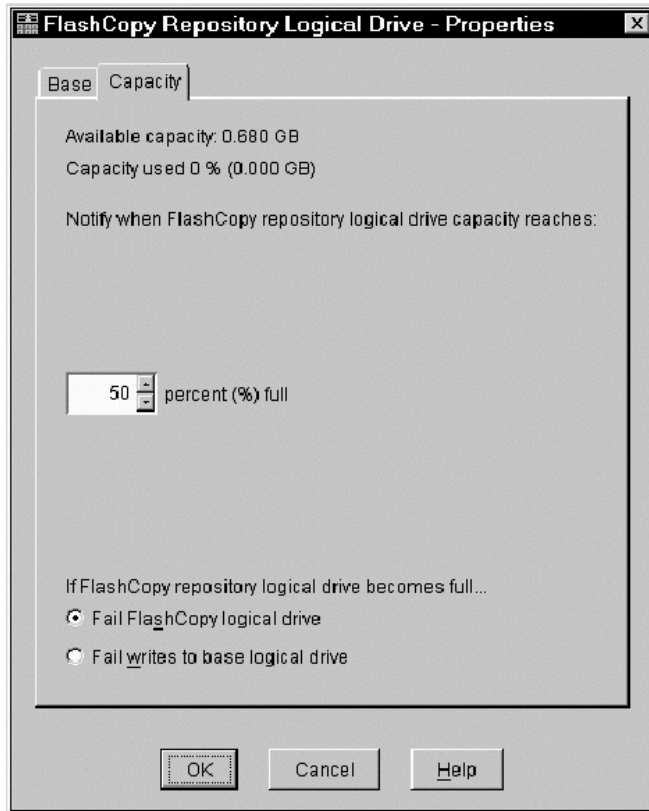 FlashCopy Repository Logical Drive - Properties
Base Capacity
Available capacity: 0.680 GB
Capacity used 0 % (0.000 GB)
Notify when FlashCopy repository logical drive capacity reaches:
50 percent (%) full
If FlashCopy repository logical drive becomes full...
Fail FlashCopy logical drive
Fail writes to base logical drive
OK Cancel Help